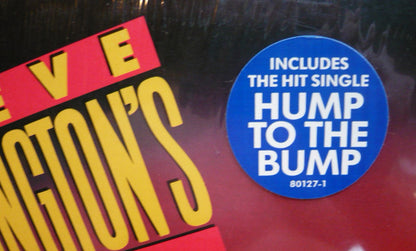 EVE
NGTON'S
INCLUDES
THE HIT SINGLE
HUMP
TO THE
BUMP
80127-1